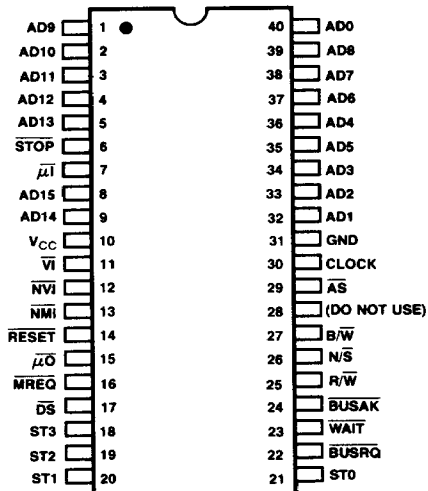 AD9 1 40 AD0
AD10 2 39 AD8
AD11 3 38 AD7
AD12 4 37 AD6
AD13 5 36 AD4
STOP 6 35 AD5
μI 7 34 AD3
AD15 8 33 AD2
AD14 9 32 AD1
VCC 10 31 GND
VI 11 30 CLOCK
NVI 12 29 AS
NMI 13 28 (DO NOT USE)
RESET 14 27 B/W
μO 15 26 N/S
MREQ 16 25 R/W
DS 17 24 BUSAK
ST3 18 23 WAIT
ST2 19 22 BUSRQ
ST1 20 21 ST0